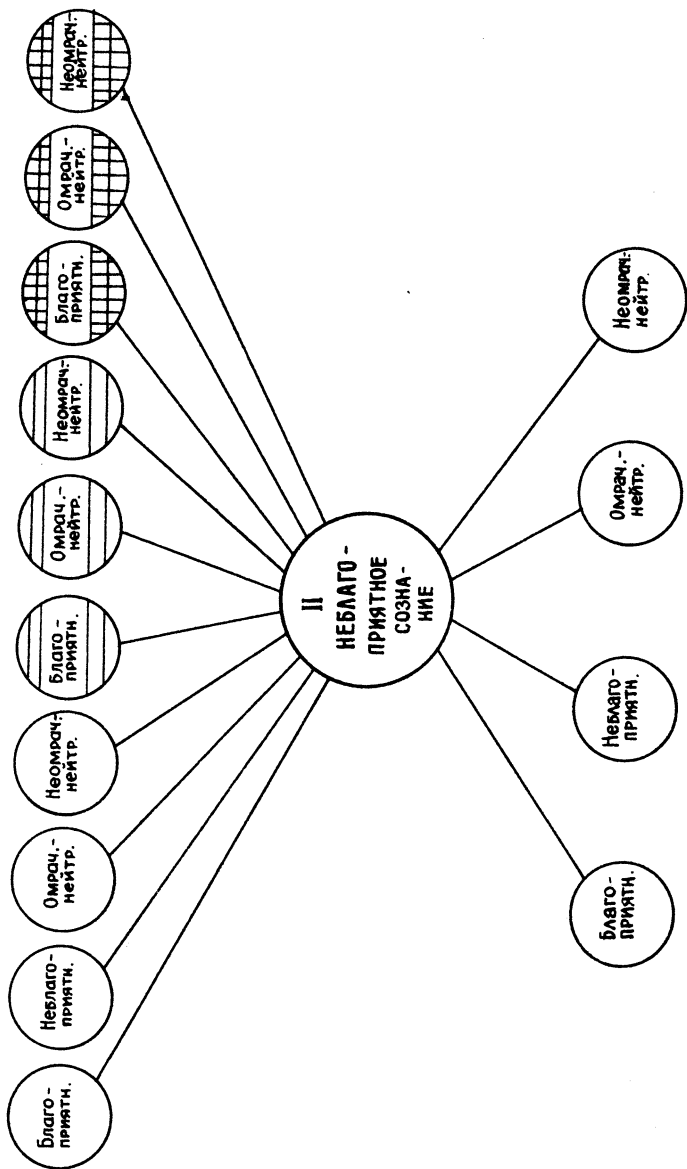 Неомрач.-
нейтр.
Омрач.-
нейтр.
Благо-
приятн.
Неомрач.-
нейтр.
Омрач.-
нейтр.
Благо-
приятн.
Неомрач.-
нейтр.
Омрач.-
нейтр.
Неблаго-
приятн.
Благо-
приятн.
II
НЕБЛАГО-
ПРИЯТНОЕ
СОЗНА-
НИЕ
Неомрач.-
нейтр.
Омрач.-
нейтр.
Неблаго-
приятн.
Благо-
приятн.